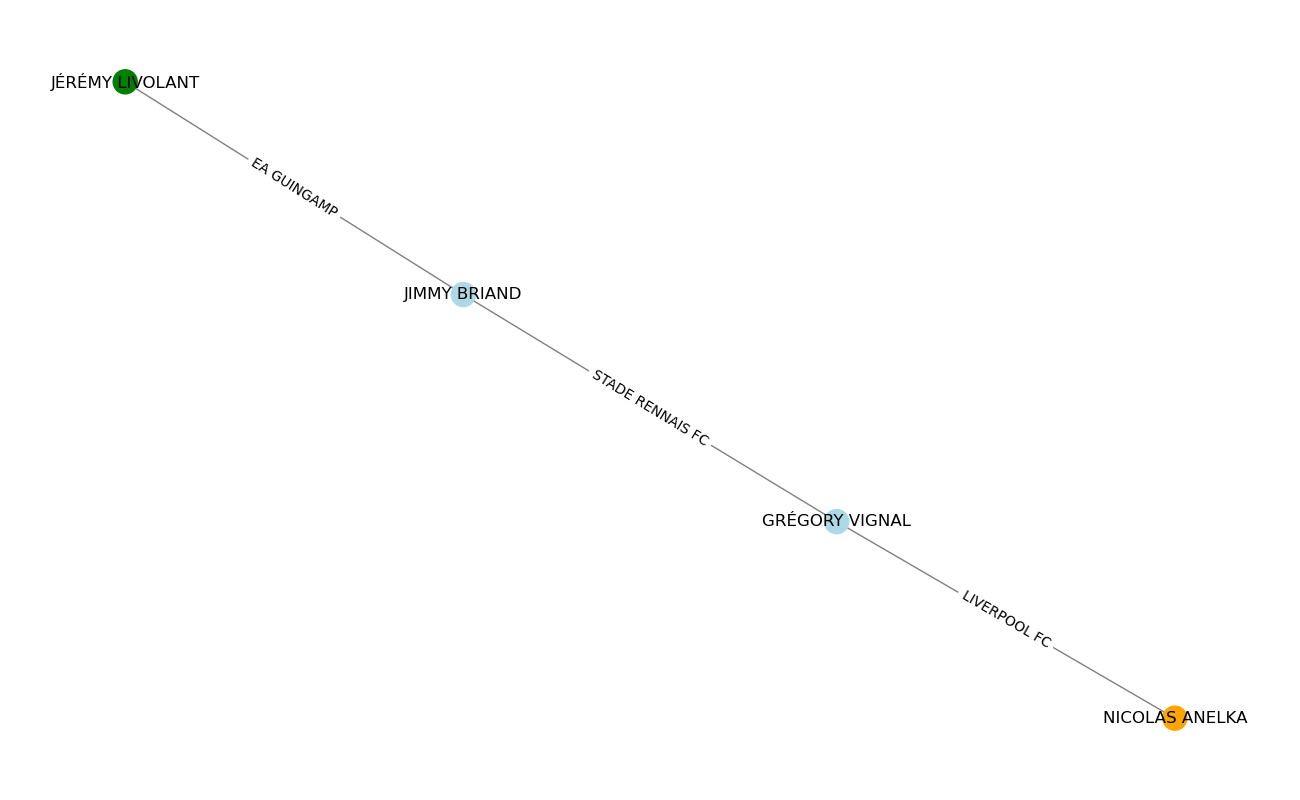 JÉRÉMY LIVOLANT
EA GUINGAMP
JIMMY BRIAND
STADE RENNAIS FC
GRÉGORY VIGNAL
LIVERPOOL FC
NICOLAS ANELKA